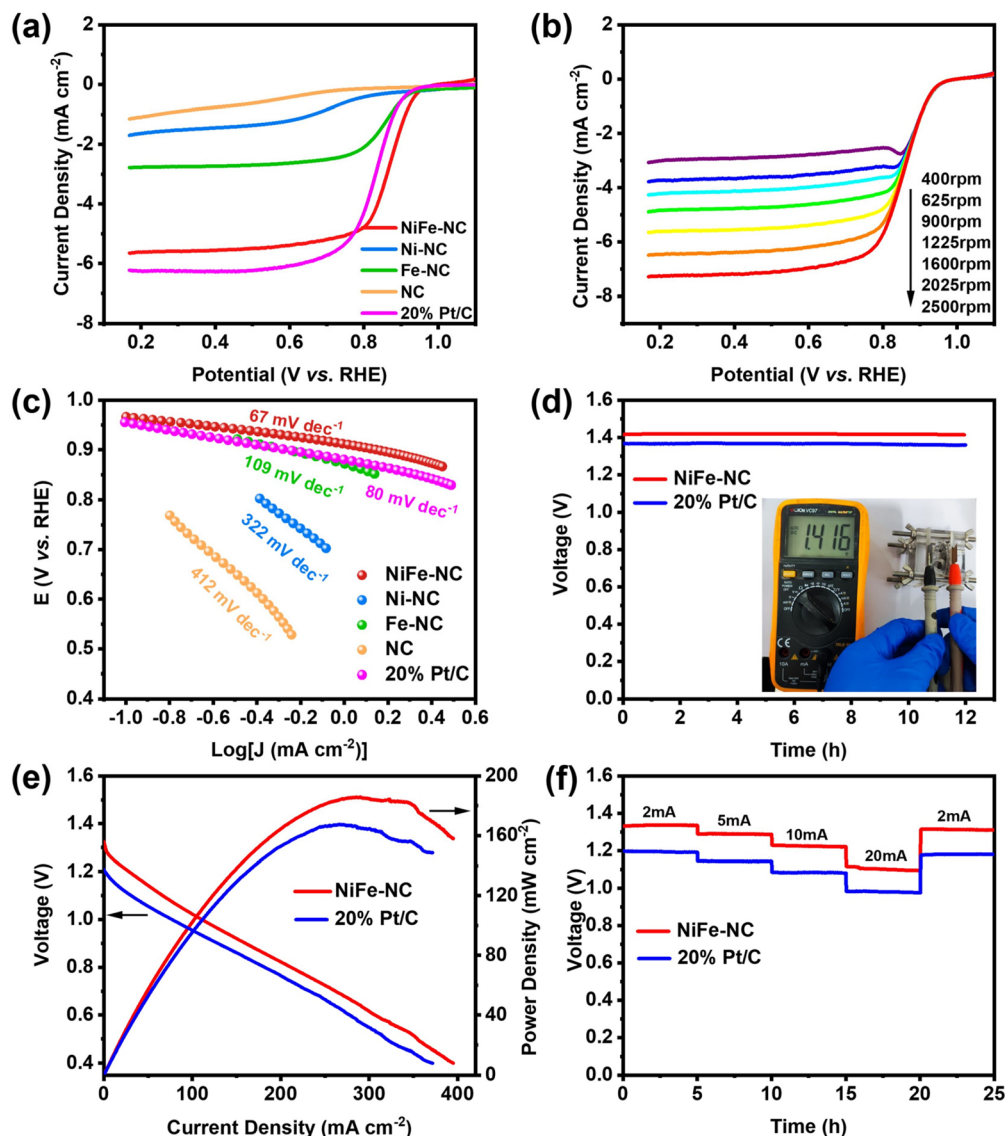 (a)
2
0
-2
-4
-6
-8
0.2
0.4
0.6
0.8
1.0
Current Density (mA cm⁻²)
Potential (V vs. RHE)
NiFe-NC
Ni-NC
Fe-NC
NC
20% Pt/C
(b)
2
0
-2
-4
-6
-8
0.2
0.4
0.6
0.8
1.0
Current Density (mA cm⁻²)
Potential (V vs. RHE)
400rpm
625rpm
900rpm
1225rpm
1600rpm
2025rpm
2500rpm
(c)
1.0
0.9
0.8
0.7
0.6
0.5
0.4
-1.0
-0.8
-0.6
-0.4
-0.2
0.0
0.2
0.4
0.6
E (V vs. RHE)
Log[J (mA cm⁻²)]
67 mV dec⁻¹
109 mV dec⁻¹
80 mV dec⁻¹
322 mV dec⁻¹
412 mV dec⁻¹
NiFe-NC
Ni-NC
Fe-NC
NC
20% Pt/C
(d)
1.6
1.4
1.2
1.0
0.8
0.6
0.4
0.2
0.0
0
2
4
6
8
10
12
Voltage (V)
Time (h)
NiFe-NC
20% Pt/C
VC97
1.416
CE
10A
mA
(e)
1.6
1.4
1.2
1.0
0.8
0.6
0.4
0
100
200
300
400
200
160
120
80
40
0
Voltage (V)
Power Density (mW cm⁻²)
Current Density (mA cm⁻²)
NiFe-NC
20% Pt/C
(f)
1.6
1.4
1.2
1.0
0.8
0.6
0.4
0.2
0.0
0
5
10
15
20
25
Voltage (V)
Time (h)
2mA
5mA
10mA
20mA
2mA
NiFe-NC
20% Pt/C